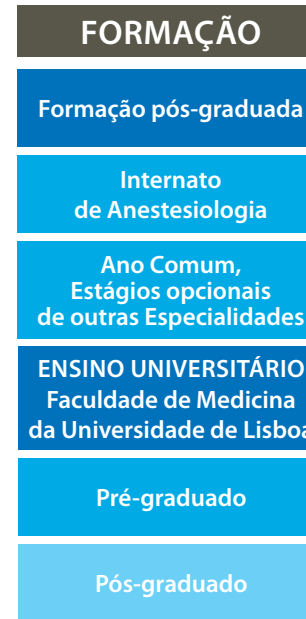 FORMAÇÃO
Formação pós-graduada
Internato
de Anestesiologia
Ano Comum,
Estágios opcionais
de outras Especialidades
ENSINO UNIVERSITÁRIO
Faculdade de Medicina
da Universidade de Lisboa
Pré-graduado
Pós-graduado